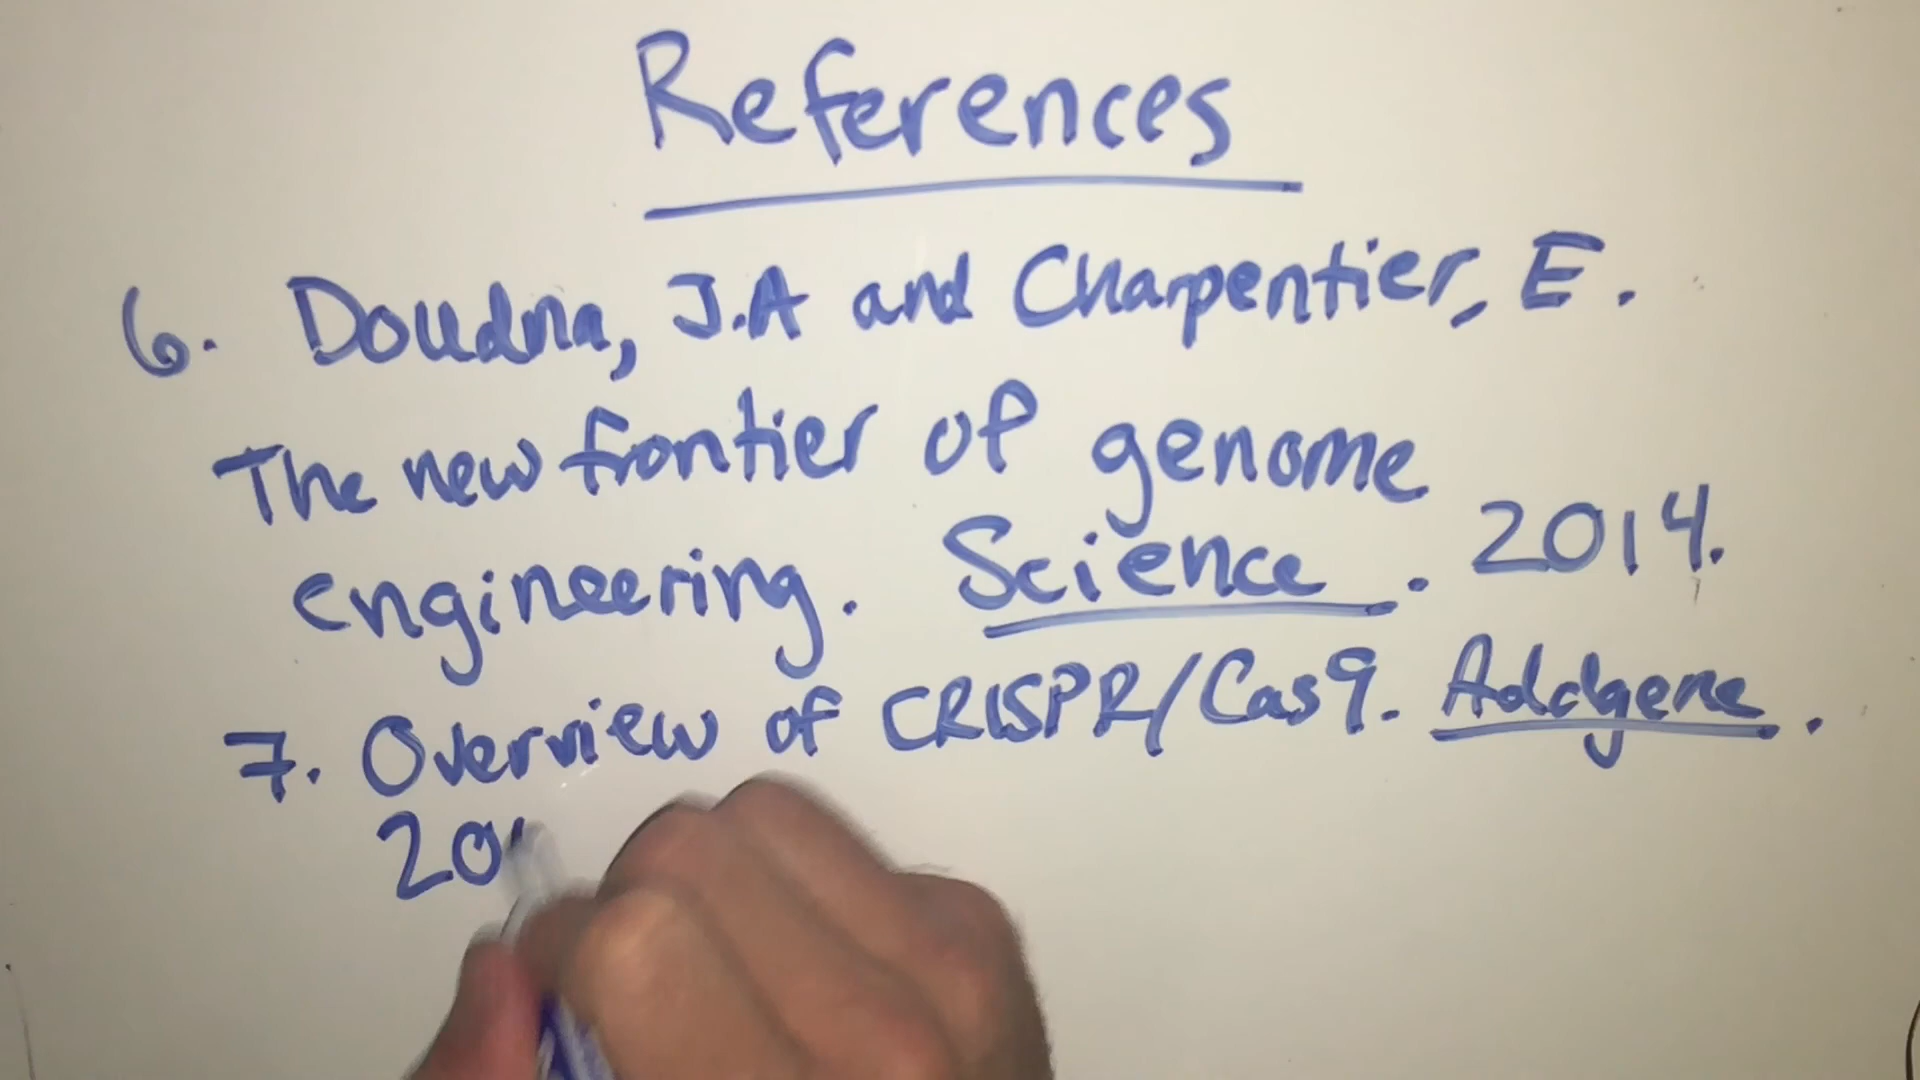 References
6. Doudna, J.A and Charpentier, E.
The new frontier of genome
engineering. Science. 2014.
7. Overview of CRISPR/Cas9. Addgene.
20